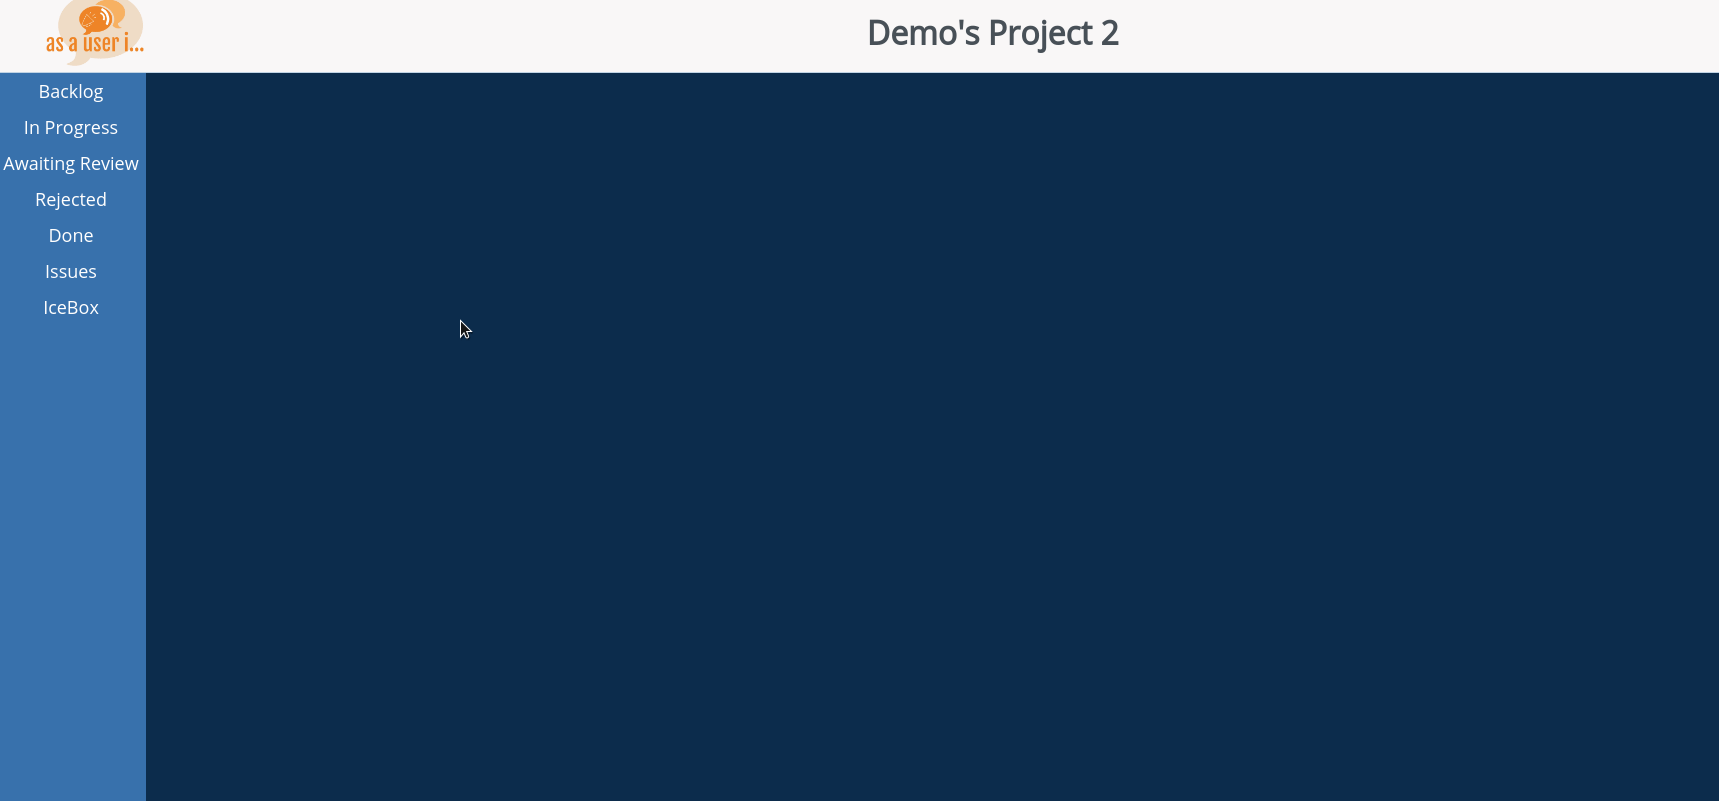 as a user i...
Demo's Project 2
Backlog
In Progress
Awaiting Review
Rejected
Done
Issues
IceBox